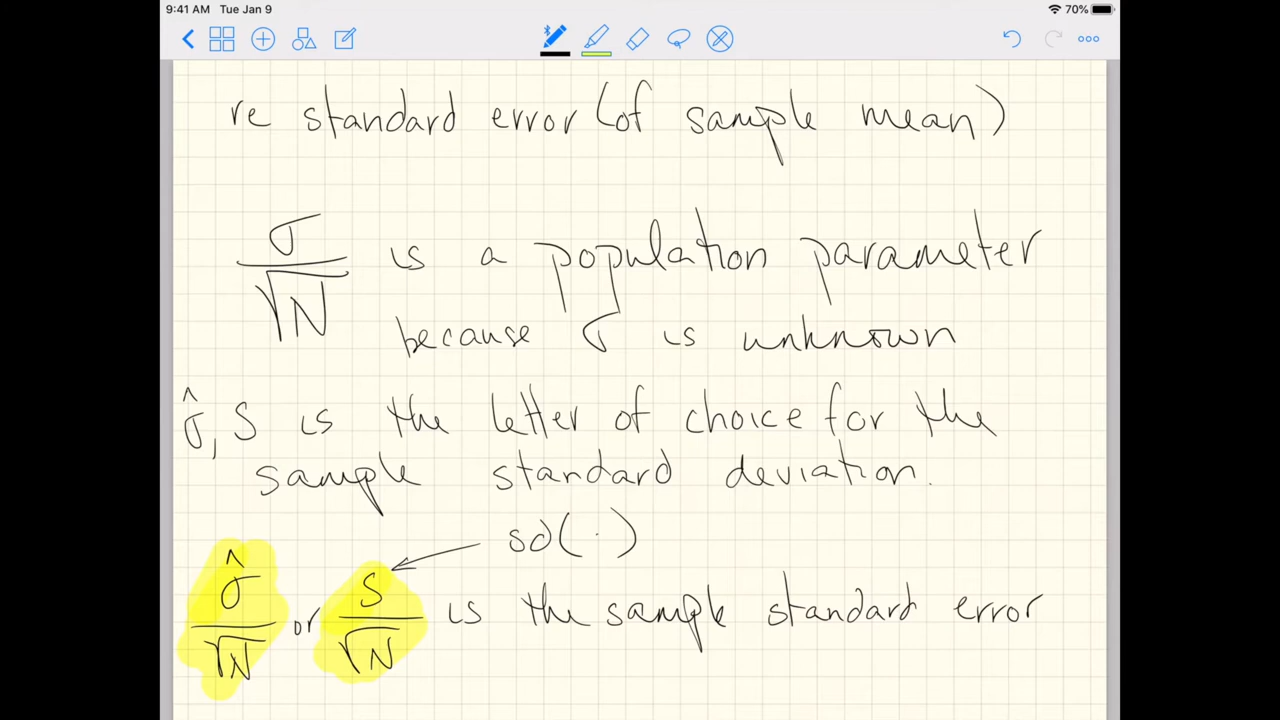 9:41 AM Tue Jan 9 70%
re standard error (of sample mean)
σ/√N is a population parameter
because σ is unknown
σ̂, S is the letter of choice for the
sample standard deviation.
sd(·)
σ̂/√N or S/√N is the sample standard error